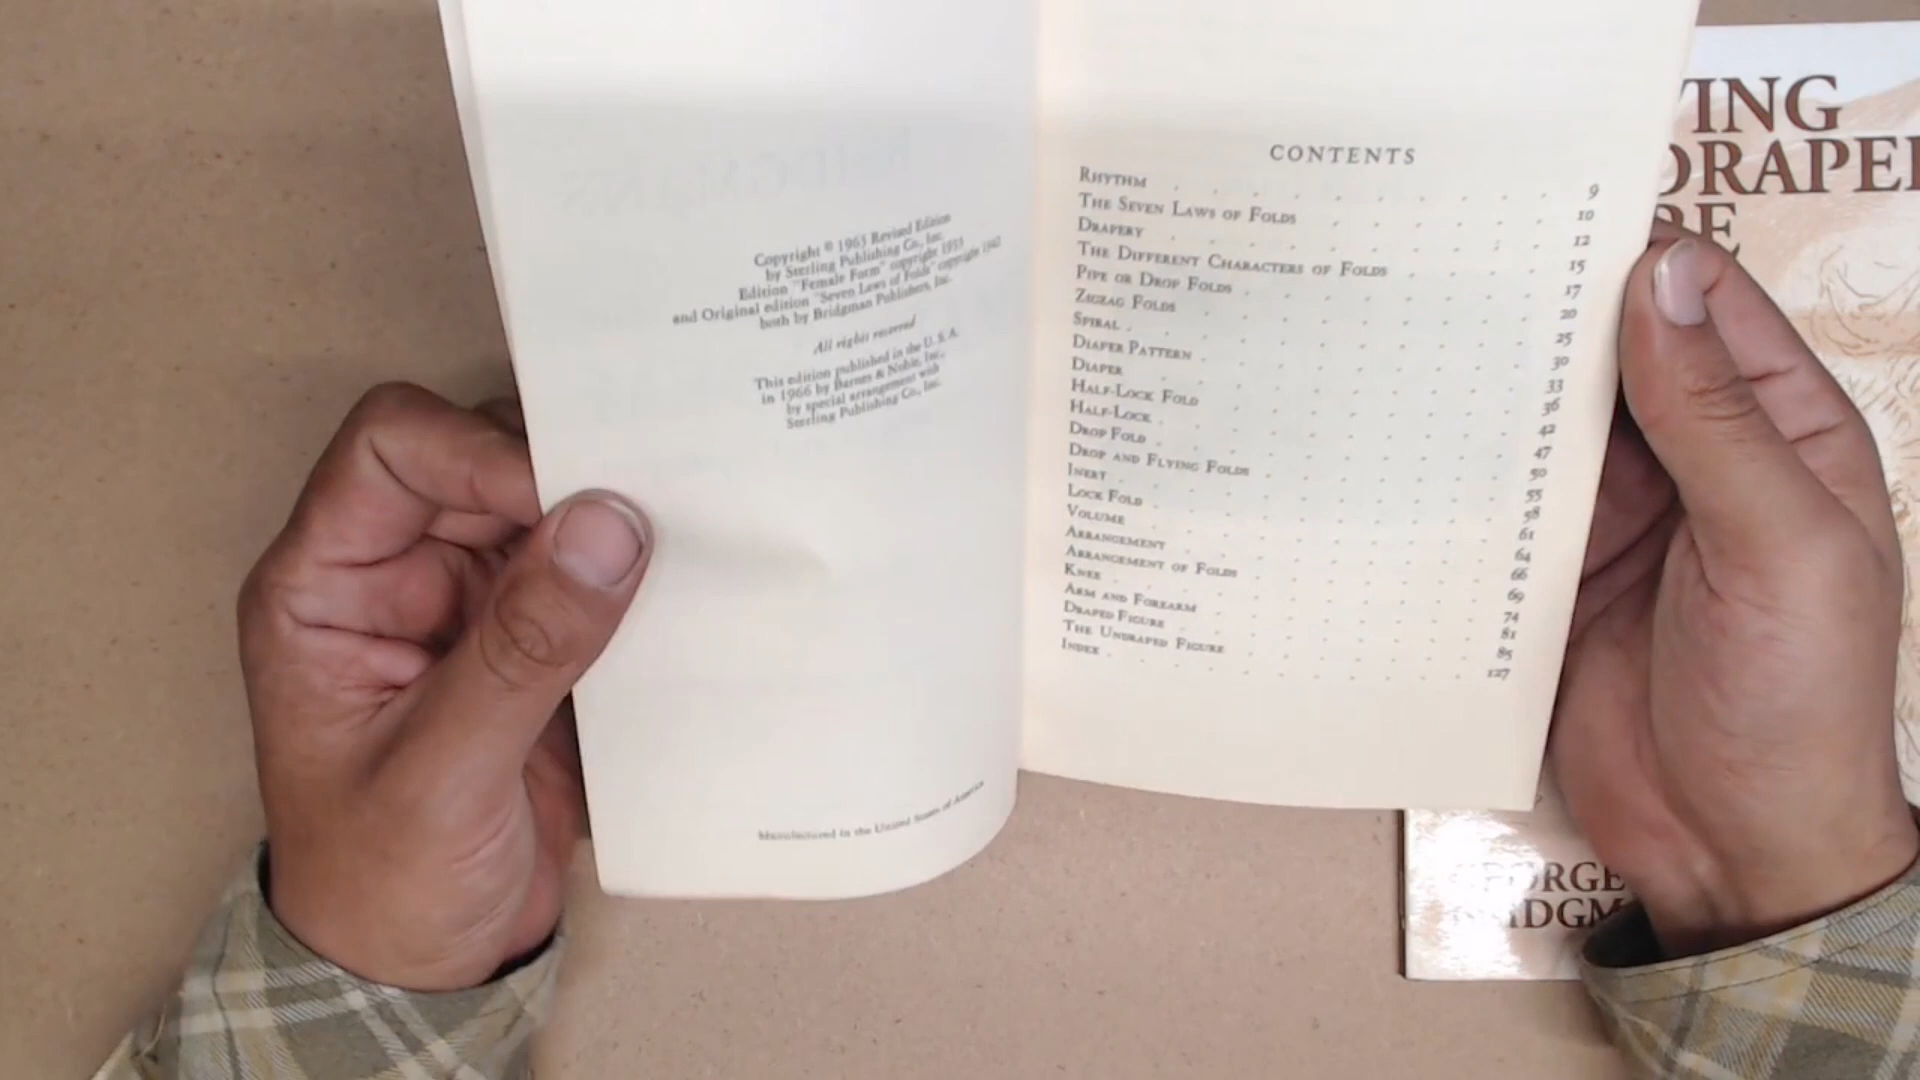 Copyright © 1963 Revised Edition
by Sterling Publishing Co., Inc.
Edition "Female Form" copyright 1935
and Original edition "Seven Laws of Folds" copyright 1942
both by Bridgman Publishers, Inc.
All rights reserved
This edition published in the U. S. A.
in 1966 by Barnes & Noble, Inc.,
by special arrangement with
Sterling Publishing Co., Inc.
Manufactured in the United States of America
CONTENTS
RHYTHM . . . . . . . . . . . 9
THE SEVEN LAWS OF FOLDS . . . . . . . 10
DRAPERY . . . . . . . . . . . 12
THE DIFFERENT CHARACTERS OF FOLDS . . . . . 15
PIPE OR DROP FOLDS . . . . . . . . . 17
ZIGZAG FOLDS . . . . . . . . . . 20
SPIRAL . . . . . . . . . . . . 25
DIAPER PATTERN . . . . . . . . . . 30
DIAPER . . . . . . . . . . . 33
HALF-LOCK FOLD . . . . . . . . . 36
HALF-LOCK . . . . . . . . . . . 42
DROP FOLD . . . . . . . . . . . 47
DROP AND FLYING FOLDS . . . . . . . . 50
INERT . . . . . . . . . . . . 55
LOCK FOLD . . . . . . . . . . . 58
VOLUME . . . . . . . . . . . 61
ARRANGEMENT . . . . . . . . . . 64
ARRANGEMENT OF FOLDS . . . . . . . . 66
KNEE . . . . . . . . . . . . 69
ARM AND FOREARM . . . . . . . . . 74
DRAPED FIGURE . . . . . . . . . . 81
THE UNDRAPED FIGURE . . . . . . . . 85
INDEX . . . . . . . . . . . . 127
ING
DRAPE
RE
GEORGE
IDGM